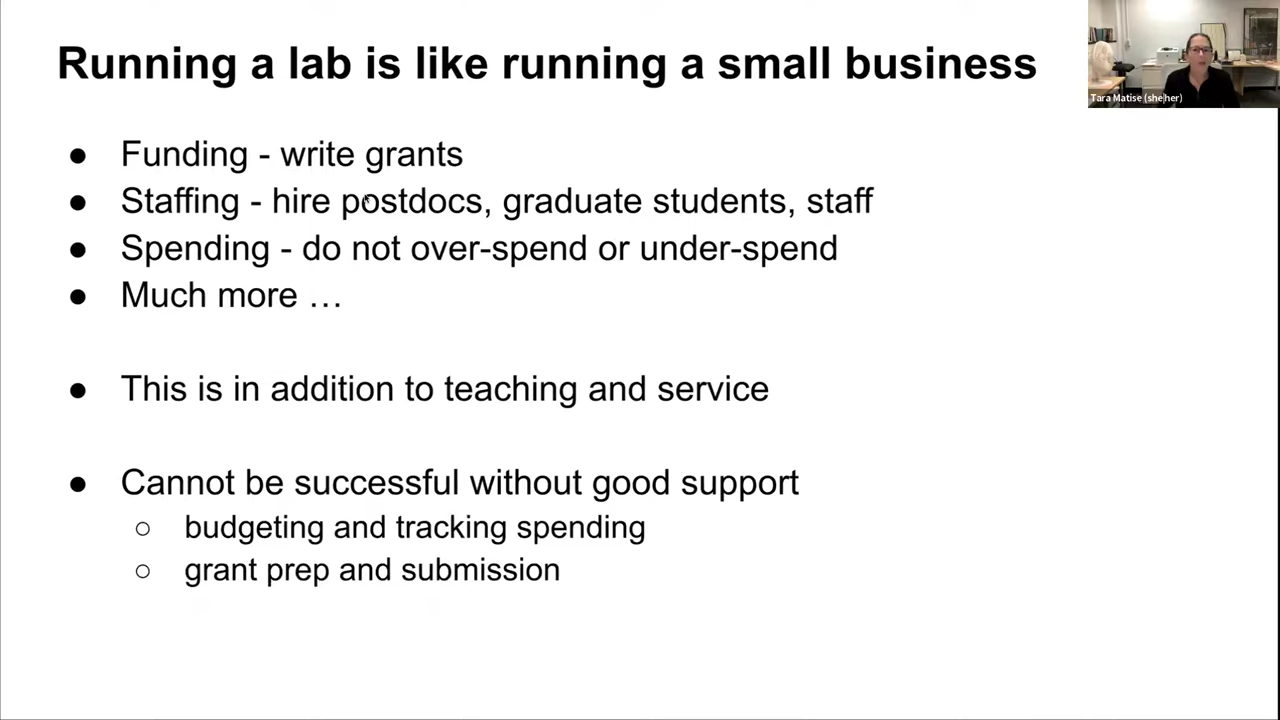 Running a lab is like running a small business
Tara Matise (she|her)
● Funding - write grants
● Staffing - hire postdocs, graduate students, staff
● Spending - do not over-spend or under-spend
● Much more …
● This is in addition to teaching and service
● Cannot be successful without good support
○ budgeting and tracking spending
○ grant prep and submission